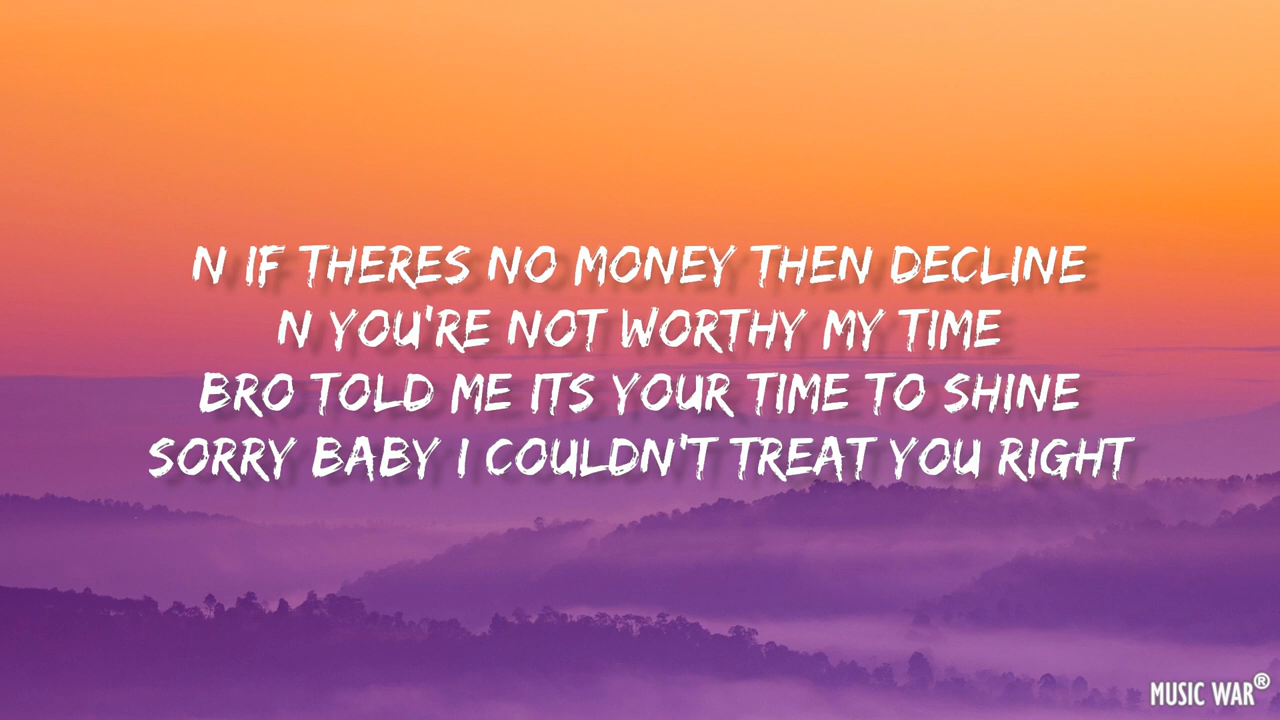 N IF THERES NO MONEY THEN DECLINE
N YOU'RE NOT WORTHY MY TIME
BRO TOLD ME ITS YOUR TIME TO SHINE
SORRY BABY I COULDN'T TREAT YOU RIGHT
MUSIC WAR®